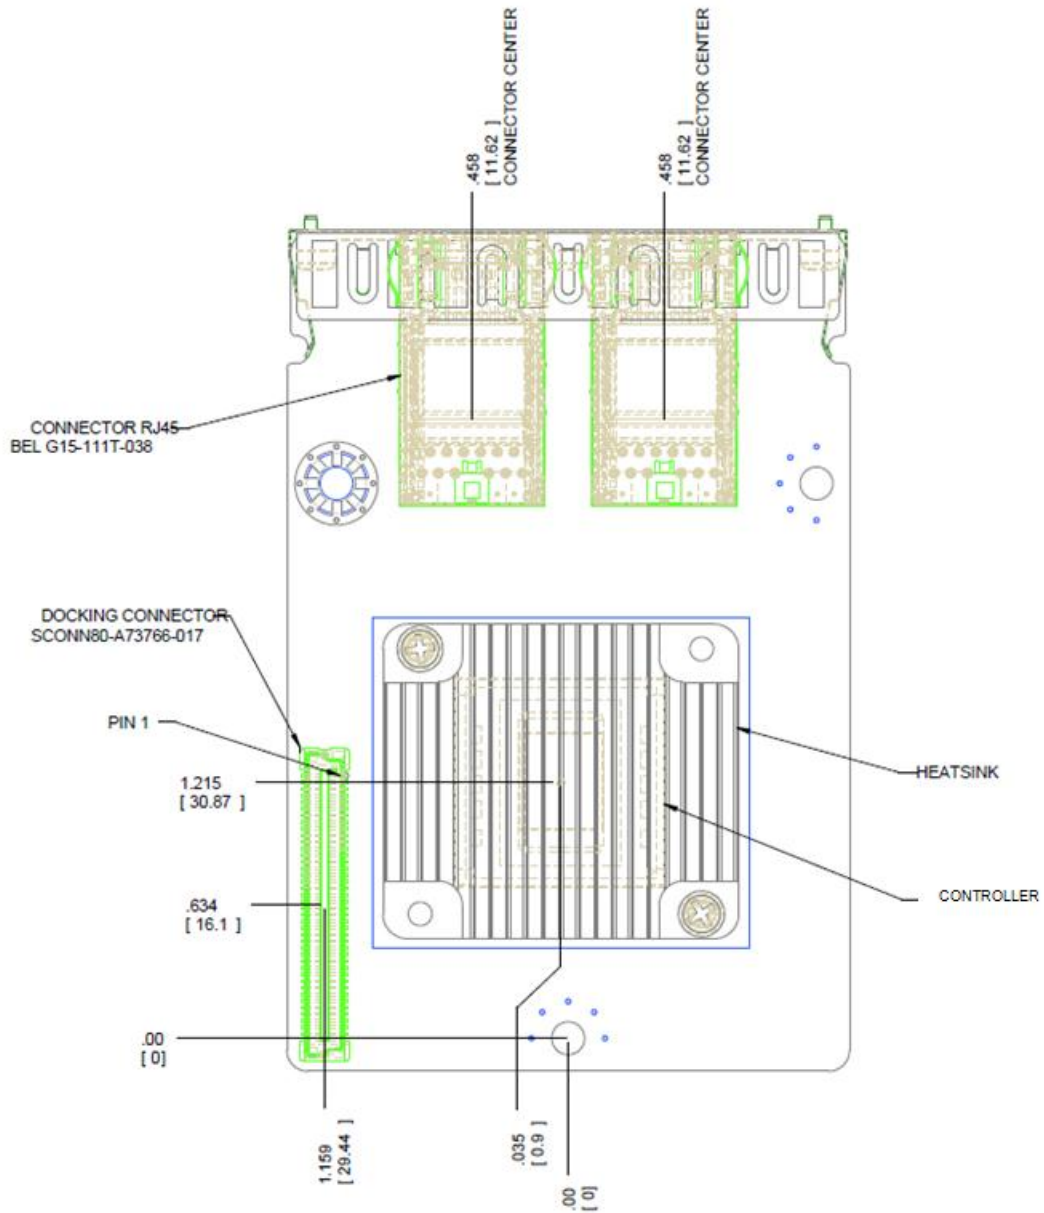 .458
[ 11.62 ]
CONNECTOR CENTER
.458
[ 11.62 ]
CONNECTOR CENTER
CONNECTOR RJ45
BEL G15-111T-038
DOCKING CONNECTOR
SCONN80-A73766-017
PIN 1
1.215
[ 30.87 ]
HEATSINK
CONTROLLER
.634
[ 16.1 ]
.00
[ 0]
1.159
[ 29.44 ]
.035
[ 0.9 ]
.00
[ 0]